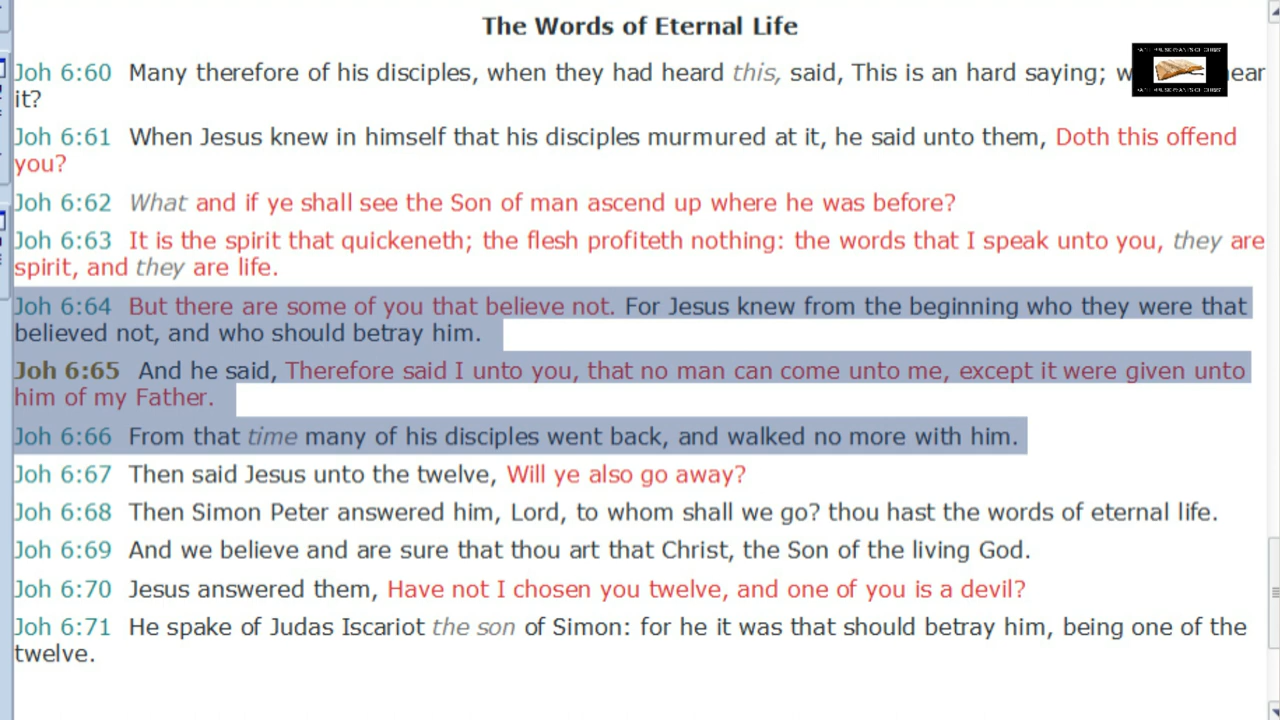 The Words of Eternal Life
Joh 6:60 Many therefore of his disciples, when they had heard this, said, This is an hard saying;
it?
Joh 6:61 When Jesus knew in himself that his disciples murmured at it, he said unto them, Doth this offend
you?
Joh 6:62 What and if ye shall see the Son of man ascend up where he was before?
Joh 6:63 It is the spirit that quickeneth; the flesh profiteth nothing: the words that I speak unto you, they are
spirit, and they are life.
Joh 6:64 But there are some of you that believe not. For Jesus knew from the beginning who they were that
believed not, and who should betray him.
Joh 6:65 And he said, Therefore said I unto you, that no man can come unto me, except it were given unto
him of my Father.
Joh 6:66 From that time many of his disciples went back, and walked no more with him.
Joh 6:67 Then said Jesus unto the twelve, Will ye also go away?
Joh 6:68 Then Simon Peter answered him, Lord, to whom shall we go? thou hast the words of eternal life.
Joh 6:69 And we believe and are sure that thou art that Christ, the Son of the living God.
Joh 6:70 Jesus answered them, Have not I chosen you twelve, and one of you is a devil?
Joh 6:71 He spake of Judas Iscariot the son of Simon: for he it was that should betray him, being one of the
twelve.